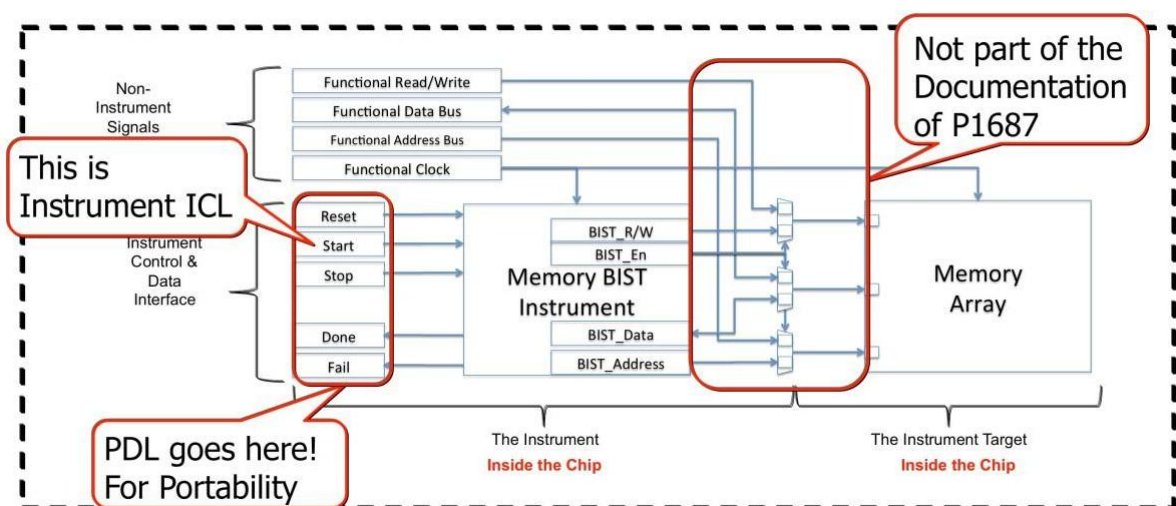 Non-
Instrument
Signals
Functional Read/Write
Functional Data Bus
Functional Address Bus
Functional Clock
Not part of the
Documentation
of P1687
This is
Instrument ICL
Instrument
Control &
Data
Interface
Reset
Start
Stop
Done
Fail
Memory BIST
Instrument
BIST_R/W
BIST_En
BIST_Data
BIST_Address
Memory
Array
PDL goes here!
For Portability
The Instrument
Inside the Chip
The Instrument Target
Inside the Chip